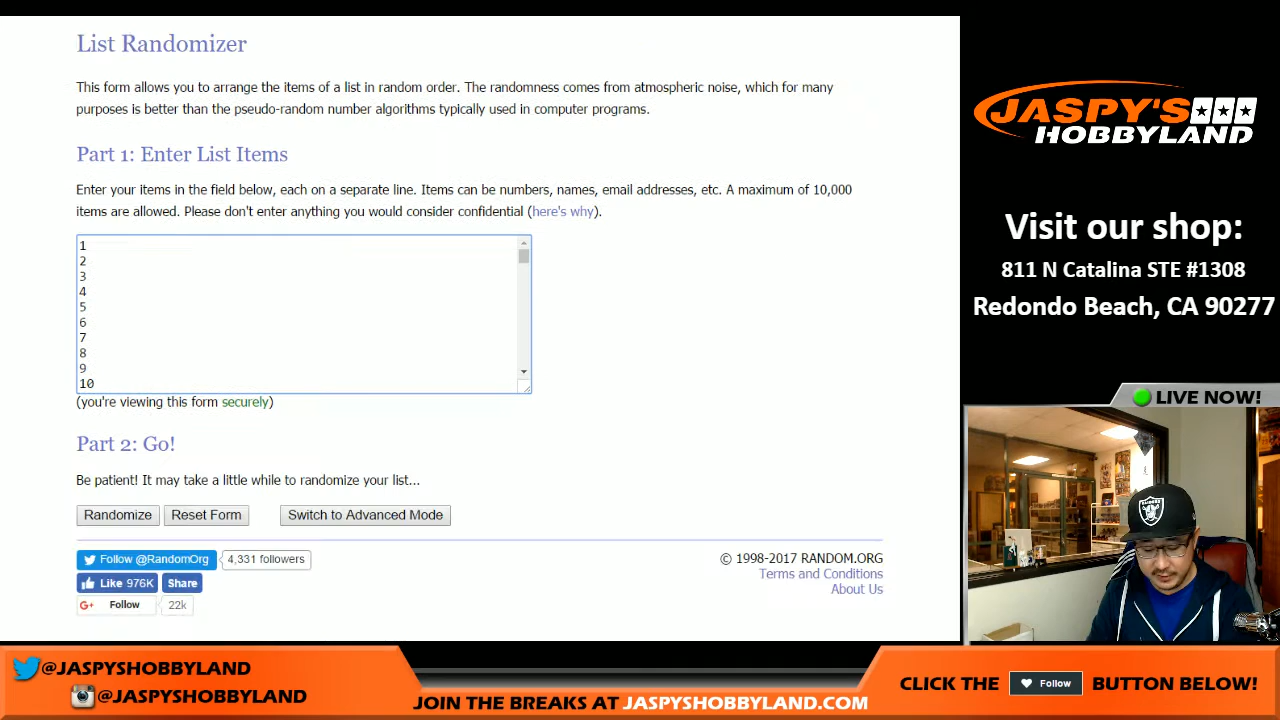 List Randomizer
This form allows you to arrange the items of a list in random order. The randomness comes from atmospheric noise, which for many
purposes is better than the pseudo-random number algorithms typically used in computer programs.
Part 1: Enter List Items
Enter your items in the field below, each on a separate line. Items can be numbers, names, email addresses, etc. A maximum of 10,000
items are allowed. Please don't enter anything you would consider confidential (here's why).
1
2
3
4
5
6
7
8
9
10
(you're viewing this form securely)
Part 2: Go!
Be patient! It may take a little while to randomize your list...
Randomize Reset Form Switch to Advanced Mode
Follow @RandomOrg 4,331 followers
Like 976K Share
G+ Follow 22k
© 1998-2017 RANDOM.ORG
Terms and Conditions
About Us
JASPY'S
HOBBYLAND
Visit our shop:
811 N Catalina STE #1308
Redondo Beach, CA 90277
LIVE NOW!
RAIDERS
@JASPYSHOBBYLAND
@JASPYSHOBBYLAND
JOIN THE BREAKS AT JASPYSHOBBYLAND.COM
CLICK THE Follow BUTTON BELOW!